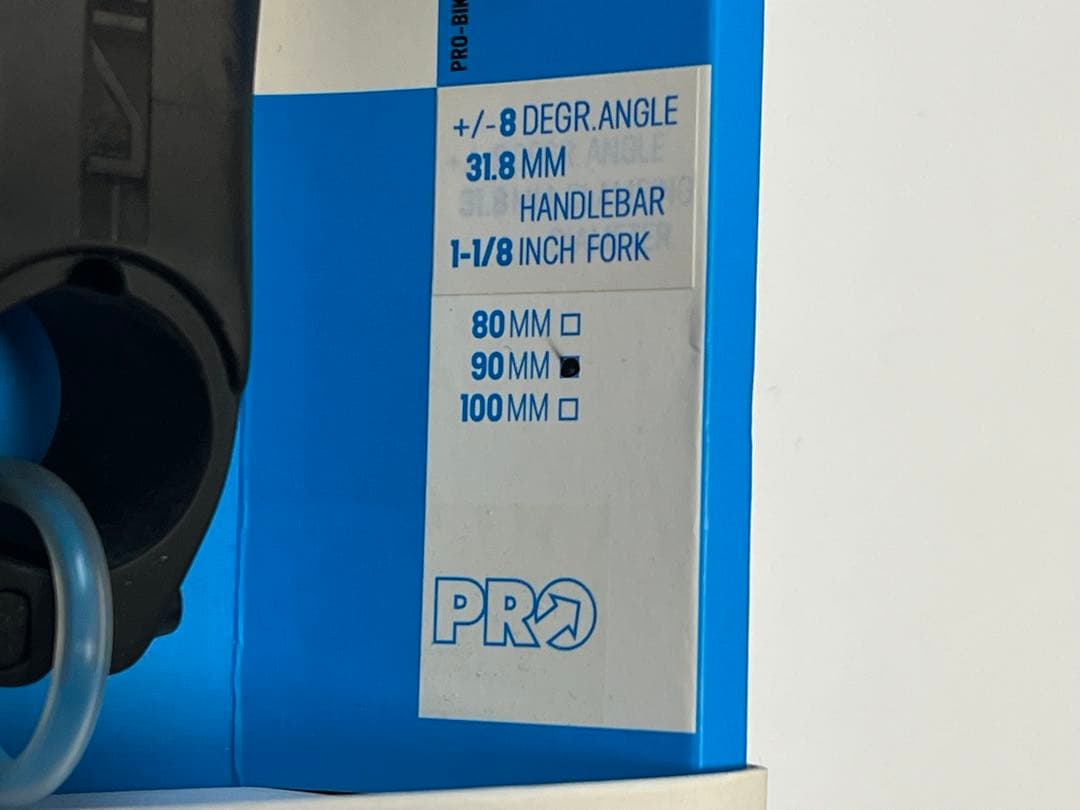 PRO-BIK
+/-8 DEGR.ANGLE
31.8 MM
HANDLEBAR
1-1/8 INCH FORK
80 MM
90 MM
100 MM
PRO